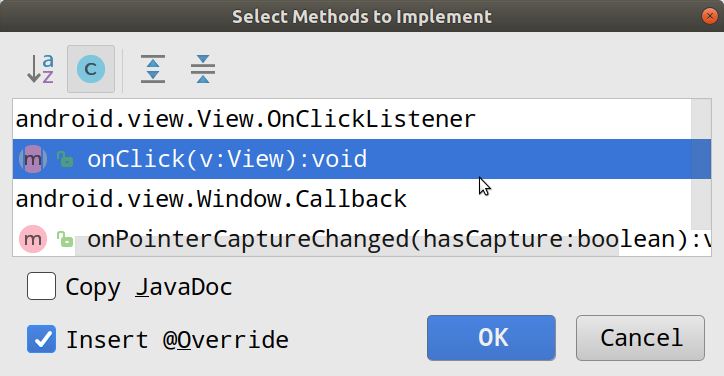 Select Methods to Implement
a
z
C
android.view.View.OnClickListener
m onClick(v:View):void
android.view.Window.Callback
m onPointerCaptureChanged(hasCapture:boolean):v
Copy JavaDoc
Insert @Override
OK Cancel